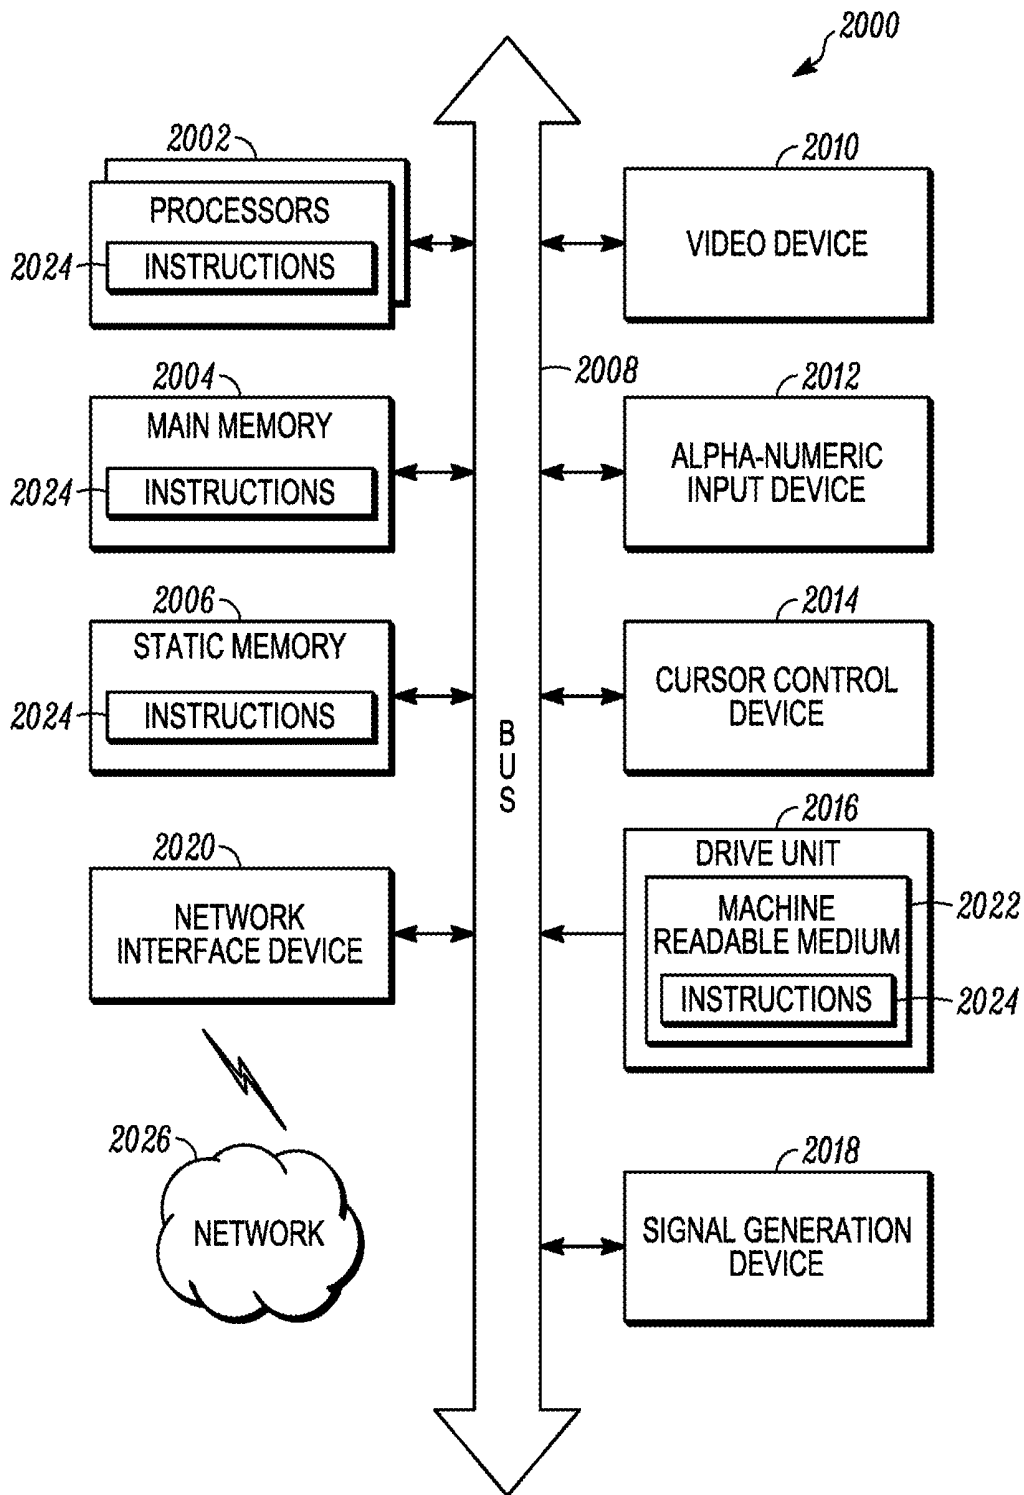 2000
2002
PROCESSORS
2024
INSTRUCTIONS
2010
VIDEO DEVICE
2008
2004
MAIN MEMORY
2024
INSTRUCTIONS
2012
ALPHA-NUMERIC
INPUT DEVICE
2006
STATIC MEMORY
2024
INSTRUCTIONS
2014
CURSOR CONTROL
DEVICE
BUS
2020
NETWORK
INTERFACE DEVICE
2016
DRIVE UNIT
MACHINE
READABLE MEDIUM
2022
INSTRUCTIONS
2024
2026
NETWORK
2018
SIGNAL GENERATION
DEVICE